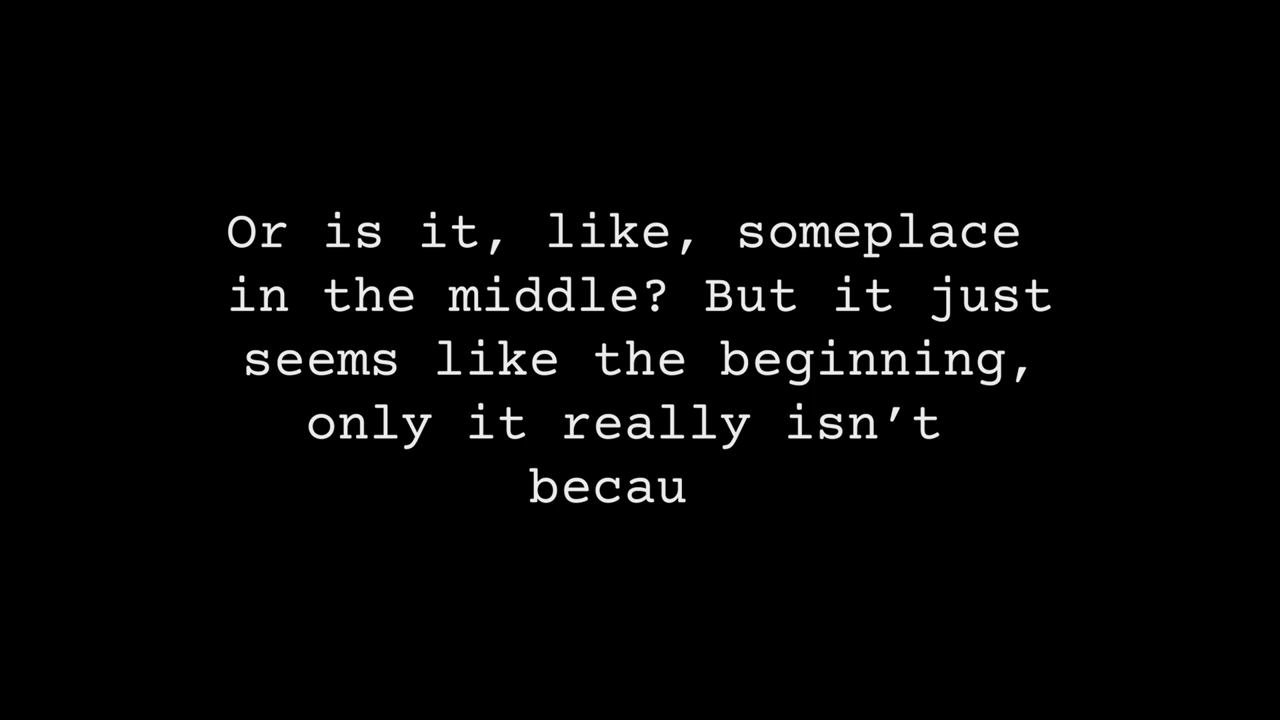 Or is it, like, someplace
in the middle? But it just
seems like the beginning,
only it really isn’t
becau